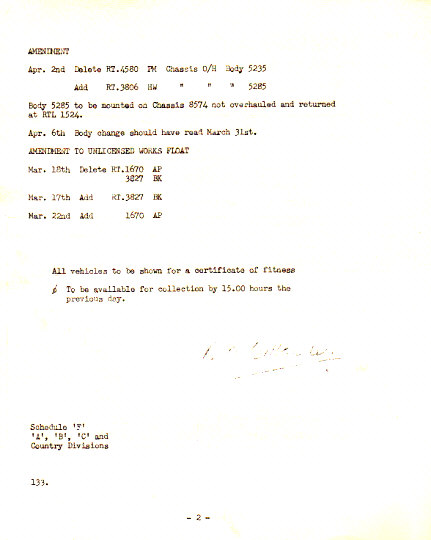 AMENDMENT
Apr. 2nd Delete RT.4580 PM Chassis O/H Body 5235
Add RT.3806 HW " " " 5285
Body 5285 to be mounted on Chassis 8574 not overhauled and returned
at RTL 1524.
Apr. 6th Body change should have read March 31st.
AMENDMENT TO UNLICENSED WORKS FLOAT
Mar. 18th Delete RT.1670 AP
3827 BK
Mar. 17th Add RT.3827 BK
Mar. 22nd Add 1670 AP
All vehicles to be shown for a certificate of fitness
∮ To be available for collection by 15.00 hours the
previous day.
Schedule 'F'
'A', 'B', 'C' and
Country Divisions
133.
- 2 -